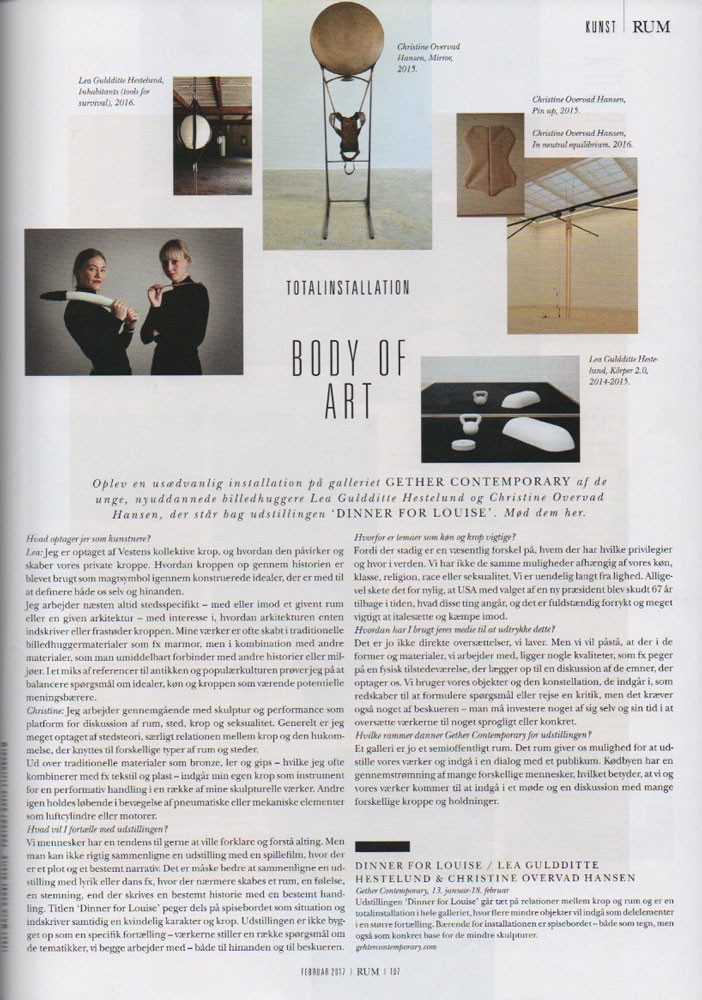 KUNST | RUM
Christine Overvad
Hansen, Mirror,
2015.
Lea Guldditte Hestelund,
Inhabitants (tools for
survival), 2016.
Christine Overvad Hansen,
Pin up, 2015.
Christine Overvad Hansen,
In neutral equilibrium. 2016.
TOTALINSTALLATION
BODY OF
ART
Lea Guldditte Heste-
lund, Körper 2.0,
2014-2015.
Oplev en usædvanlig installation på galleriet GETHER CONTEMPORARY af de
unge, nyuddannede billedhuggere Lea Guldditte Hestelund og Christine Overvad
Hansen, der står bag udstillingen ‘DINNER FOR LOUISE’. Mød dem her.
Hvad optager jer som kunstnere?
Lea: Jeg er optaget af Vestens kollektive krop, og hvordan den påvirker og
skaber vores private kroppe. Hvordan kroppen op gennem historien er
blevet brugt som magtsymbol igennem konstruerede idealer, der er med til
at definere både os selv og hinanden.
Jeg arbejder næsten altid stedsspecifikt – med eller imod et givent rum
eller en given arkitektur – med interesse i, hvordan arkitekturen enten
indskriver eller frastøder kroppen. Mine værker er ofte skabt i traditionelle
billedhuggermaterialer som fx marmor, men i kombination med andre
materialer, som man umiddelbart forbinder med andre historier eller mil-
jøer. I et miks af referencer til antikken og populærkulturen prøver jeg på at
balancere spørgsmål om idealer, køn og kroppen som værende potentielle
meningsbærere.
Christine: Jeg arbejder gennemgående med skulptur og performance som
platform for diskussion af rum, sted, krop og seksualitet. Generelt er jeg
meget optaget af stedsteori, særligt relationen mellem krop og den hukom-
melse, der knyttes til forskellige typer af rum og steder.
Ud over traditionelle materialer som bronze, ler og gips – hvilke jeg ofte
kombinerer med fx tekstil og plast – indgår min egen krop som instrument
for en performativ handling i en række af mine skulpturelle værker. Andre
igen holdes løbende i bevægelse af pneumatiske eller mekaniske elementer
som luftcylindre eller motorer.
Hvad vil I fortælle med udstillingen?
Vi mennesker har en tendens til gerne at ville forklare og forstå alting. Men
man kan ikke rigtig sammenligne en udstilling med en spillefilm, hvor der
er et plot og et bestemt narrativ. Det er måske bedre at sammenligne en ud-
stilling med lyrik eller dans fx, hvor der nærmere skabes et rum, en følelse,
en stemning, end der skrives en bestemt historie med en bestemt hand-
ling. Titlen ‘Dinner for Louise’ peger dels på spisebordet som situation og
indskriver samtidig en kvindelig karakter og krop. Udstillingen er ikke byg-
get op som en specifik fortælling – værkerne stiller en række spørgsmål om
de tematikker, vi begge arbejder med – både til hinanden og til beskueren.
Hvorfor er temaer som køn og krop vigtige?
Fordi der stadig er en væsentlig forskel på, hvem der har hvilke privilegier
og hvor i verden. Vi har ikke de samme muligheder afhængig af vores køn,
klasse, religion, race eller seksualitet. Vi er uendelig langt fra lighed. Allige-
vel skete det for nylig, at USA med valget af en ny præsident blev skudt 67 år
tilbage i tiden, hvad disse ting angår, og det er fuldstændig forrykt og meget
vigtigt at italesætte og kæmpe imod.
Hvordan har I brugt jeres medie til at udtrykke dette?
Det er jo ikke direkte oversættelser, vi laver. Men vi vil påstå, at der i de
former og materialer, vi arbejder med, ligger nogle kvaliteter, som fx peger
på en fysisk tilstedeværelse, der lægger op til en diskussion af de emner, der
optager os. Vi bruger vores objekter og den konstellation, de indgår i, som
redskaber til at formulere spørgsmål eller rejse en kritik, men det kræver
også noget af beskueren – man må investere noget af sig selv og sin tid i at
oversætte værkerne til noget sprogligt eller konkret.
Hvilke rammer danner Gether Contemporary for udstillingen?
Et galleri er jo et semioffentligt rum. Det rum giver os mulighed for at ud-
stille vores værker og indgå i en dialog med et publikum. Kødbyen har en
gennemstrømning af mange forskellige mennesker, hvilket betyder, at vi og
vores værker kommer til at indgå i et møde og en diskussion med mange
forskellige kroppe og holdninger.
DINNER FOR LOUISE / LEA GULDDITTE
HESTELUND & CHRISTINE OVERVAD HANSEN
Gether Contemporary, 13. januar-18. februar
Udstillingen ‘Dinner for Louise’ går tæt på relationer mellem krop og rum og er en
totalinstallation i hele galleriet, hvor flere mindre objekter vil indgå som delelementer
i en større fortælling. Bærende for installationen er spisebordet – både som tegn, men
også som konkret base for de mindre skulpturer.
gethercontemporary.com
FEBRUAR 2017 | RUM | 107